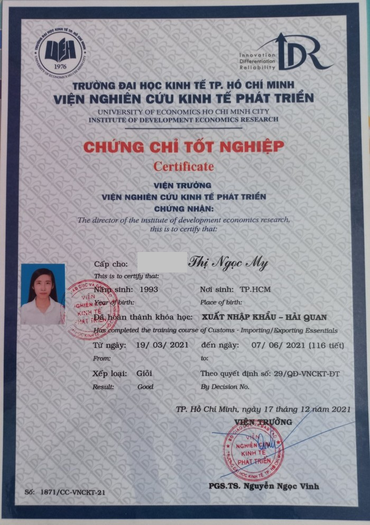 UEH
1976
Innovation
Differentiation
Reliability
IDR
TRƯỜNG ĐẠI HỌC KINH TẾ TP. HỒ CHÍ MINH
VIỆN NGHIÊN CỨU KINH TẾ PHÁT TRIỂN
UNIVERSITY OF ECONOMICS HO CHI MINH CITY
INSTITUTE OF DEVELOPMENT ECONOMICS RESEARCH
CHỨNG CHỈ TỐT NGHIỆP
Certificate
VIỆN TRƯỞNG
VIỆN NGHIÊN CỨU KINH TẾ PHÁT TRIỂN
CHỨNG NHẬN:
The director of the institute of development economics research,
this is to certify that:
Cấp cho: Thị Ngọc My
This is to certify that:
Năm sinh: 1993 Nơi sinh: TP.HCM
Year of birth: Place of birth:
Đã hoàn thành khóa học: XUẤT NHẬP KHẨU – HẢI QUAN
Has completed the training course of Customs - Importing/Exporting Essentials
Từ ngày: 19/ 03/ 2021 đến ngày: 07/ 06/ 2021 (116 tiết)
From: to:
Xếp loại: Giỏi Theo quyết định số: 29/QĐ-VNCKT-ĐT
Result: Good By Decision No.
TP. Hồ Chí Minh, ngày 17 tháng 12 năm 2021
VIỆN TRƯỞNG
VIỆN
NGHIÊN CỨU
KINH TẾ
PHÁT TRIỂN
PGS.TS. Nguyễn Ngọc Vinh
Số: 1871/CC-VNCKT-21